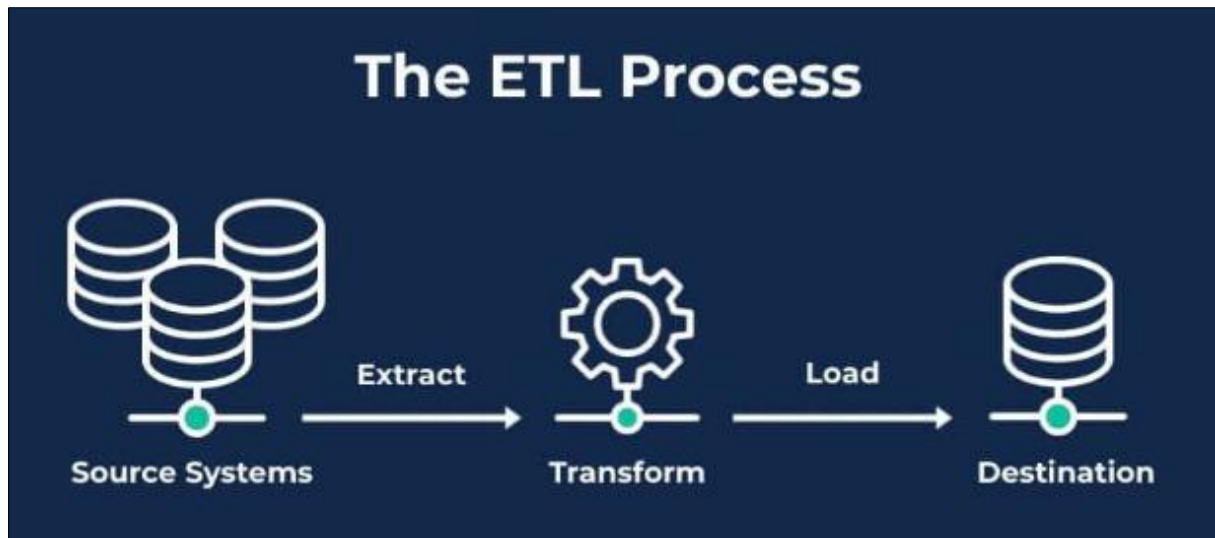 The ETL Process
Extract
Load
Source Systems
Transform
Destination